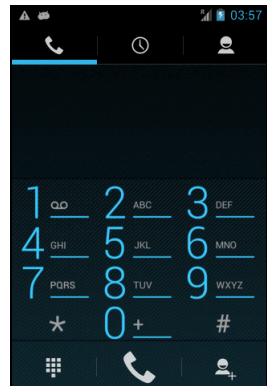 R 03:57
1 2 ABC 3 DEF
4 GHI 5 JKL 6 MNO
7 PQRS 8 TUV 9 WXYZ
* 0 + #